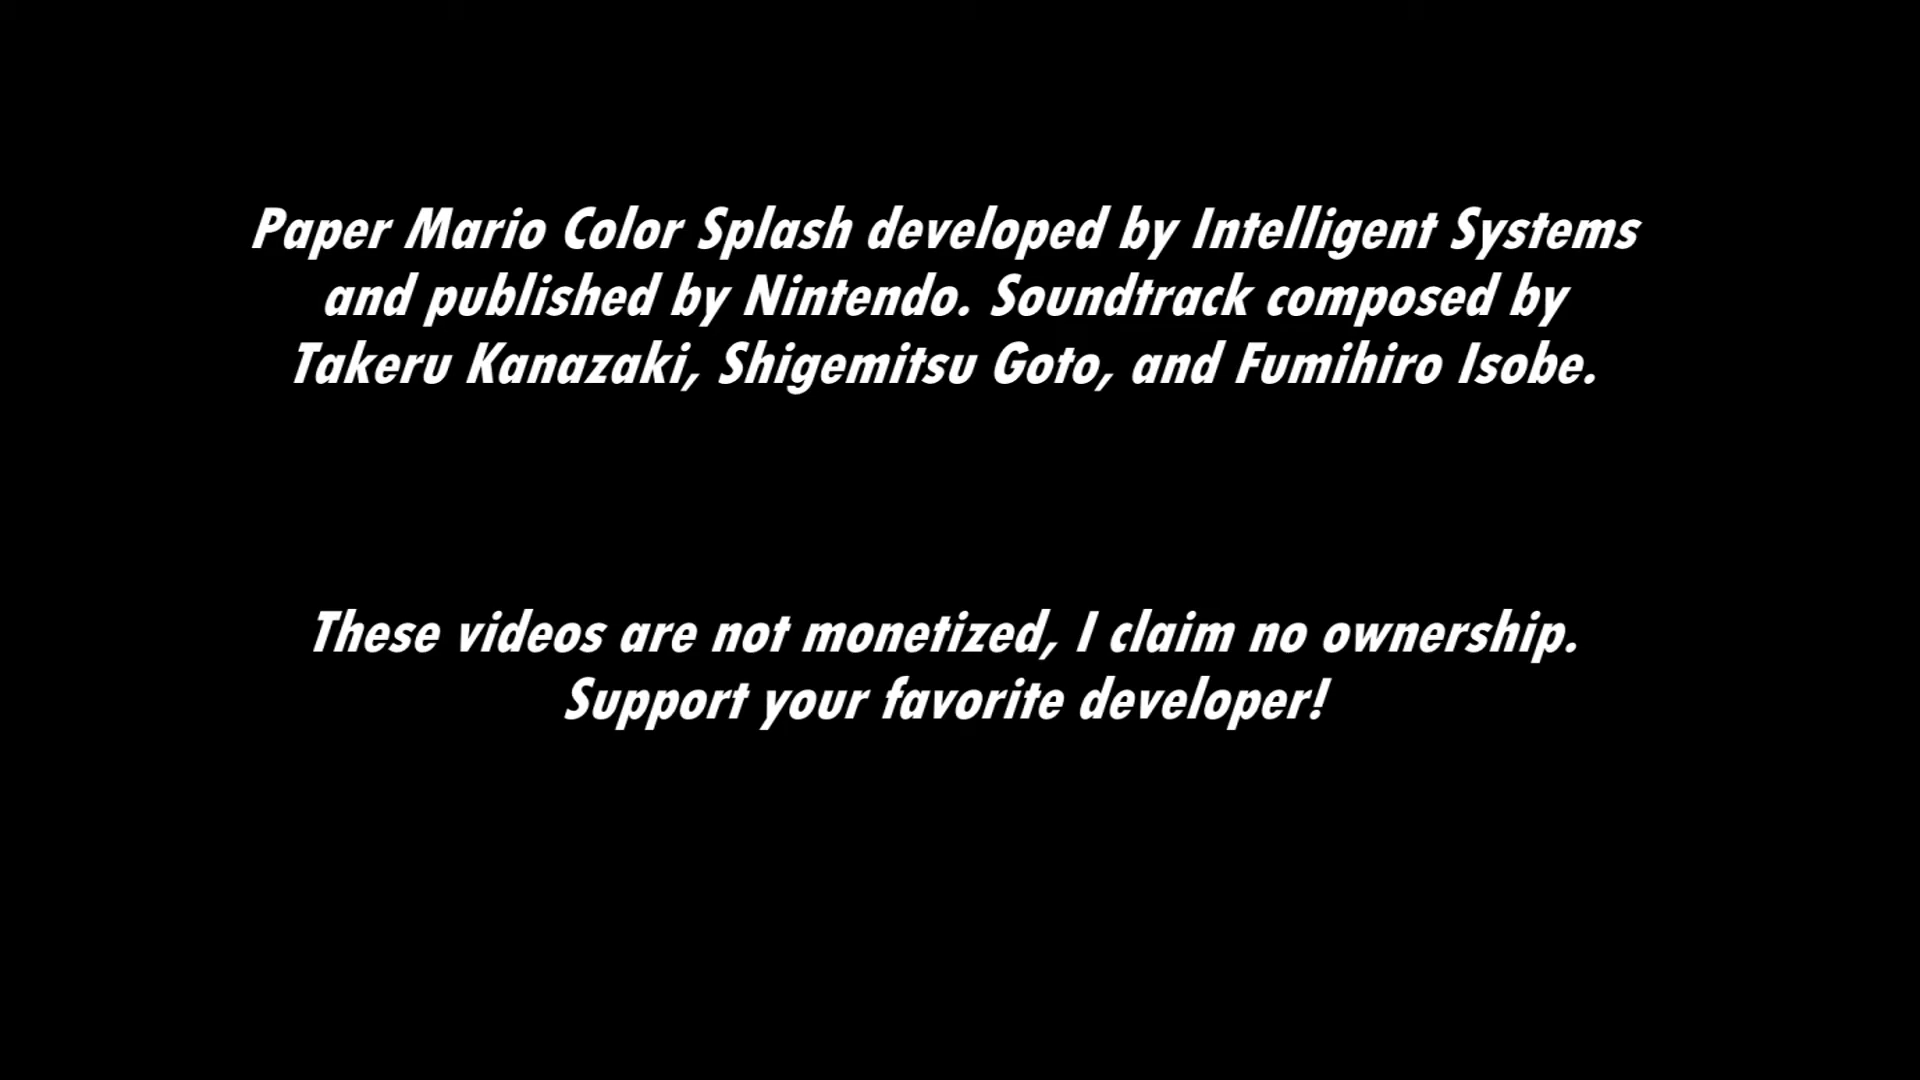 Paper Mario Color Splash developed by Intelligent Systems
and published by Nintendo. Soundtrack composed by
Takeru Kanazaki, Shigemitsu Goto, and Fumihiro Isobe.
These videos are not monetized, I claim no ownership.
Support your favorite developer!